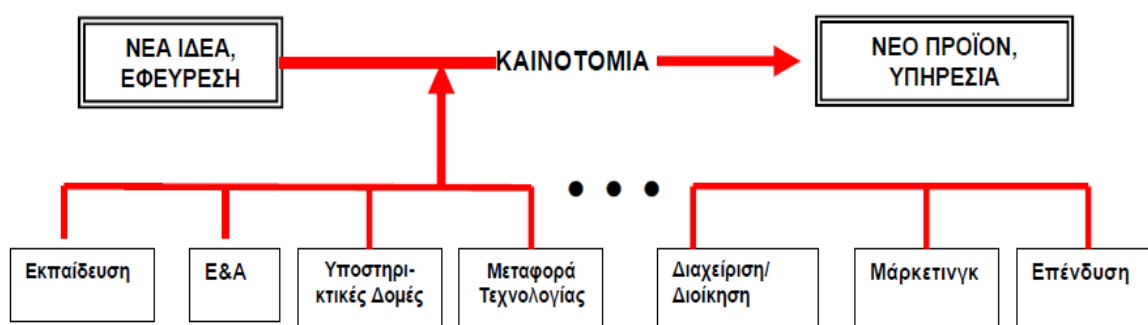 ΝΕΑ ΙΔΕΑ,
ΕΦΕΥΡΕΣΗ
ΚΑΙΝΟΤΟΜΙΑ
ΝΕΟ ΠΡΟΪΟΝ,
ΥΠΗΡΕΣΙΑ
Εκπαίδευση
Ε&Α
Υποστηρι-
κτικές Δομές
Μεταφορά
Τεχνολογίας
Διαχείριση/
Διοίκηση
Μάρκετινγκ
Επένδυση